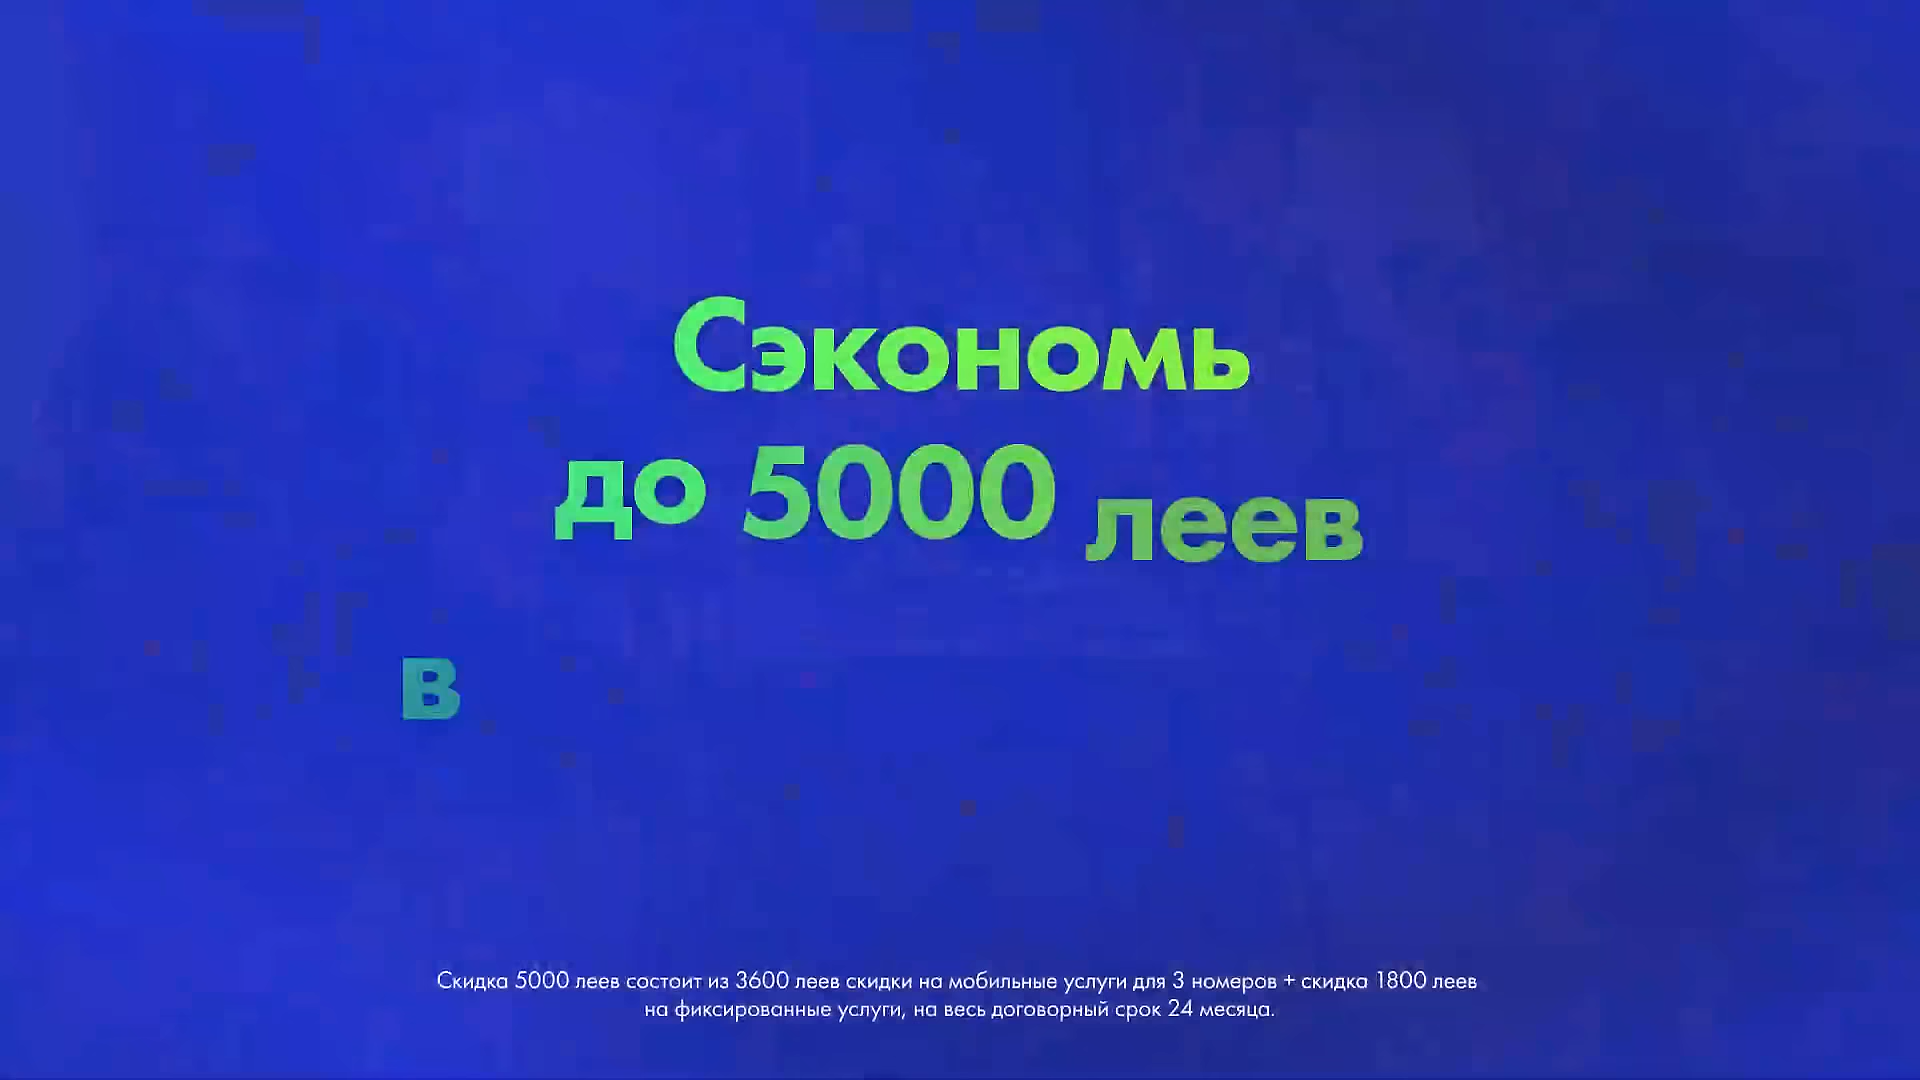 Сэкономь
до 5000 леев
в
Скидка 5000 леев состоит из 3600 леев скидки на мобильные услуги для 3 номеров + скидка 1800 леев
на фиксированные услуги, на весь договорный срок 24 месяца.